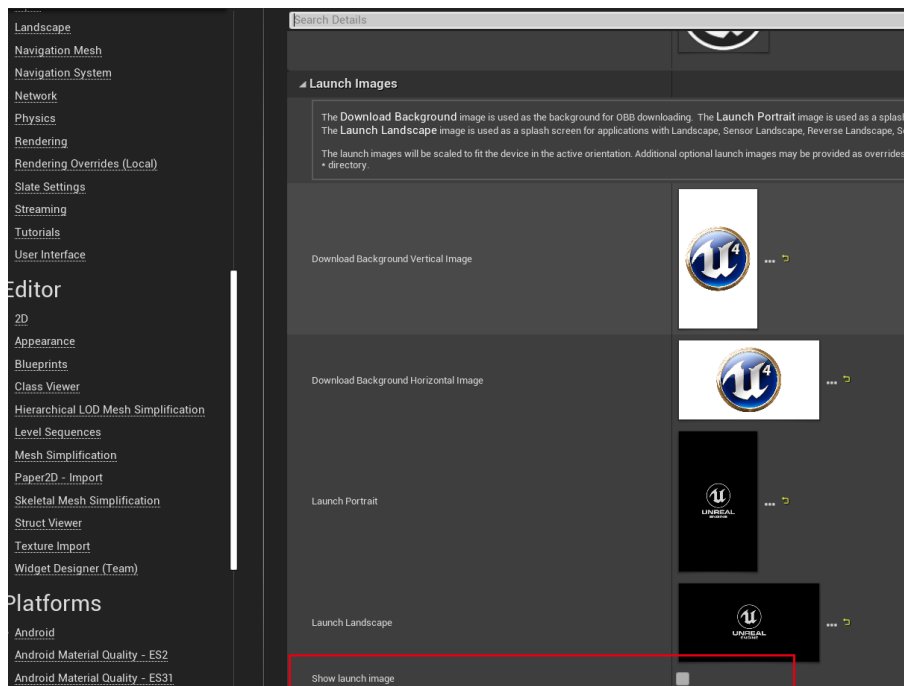 Landscape
Navigation Mesh
Navigation System
Network
Physics
Rendering
Rendering Overrides (Local)
Slate Settings
Streaming
Tutorials
User Interface
Editor
2D
Appearance
Blueprints
Class Viewer
Hierarchical LOD Mesh Simplification
Level Sequences
Mesh Simplification
Paper2D - Import
Skeletal Mesh Simplification
Struct Viewer
Texture Import
Widget Designer (Team)
Platforms
Android
Android Material Quality - ES2
Android Material Quality - ES31
Search Details
Launch Images
The Download Background image is used as the background for OBB downloading. The Launch Portrait image is used as a splas
The Launch Landscape image is used as a splash screen for applications with Landscape, Sensor Landscape, Reverse Landscape, S
The launch images will be scaled to fit the device in the active orientation. Additional optional launch images may be provided as overrides
* directory.
Download Background Vertical Image
4
Download Background Horizontal Image
4
Launch Portrait
UNREAL
ENGINE
Launch Landscape
UNREAL
ENGINE
Show launch image